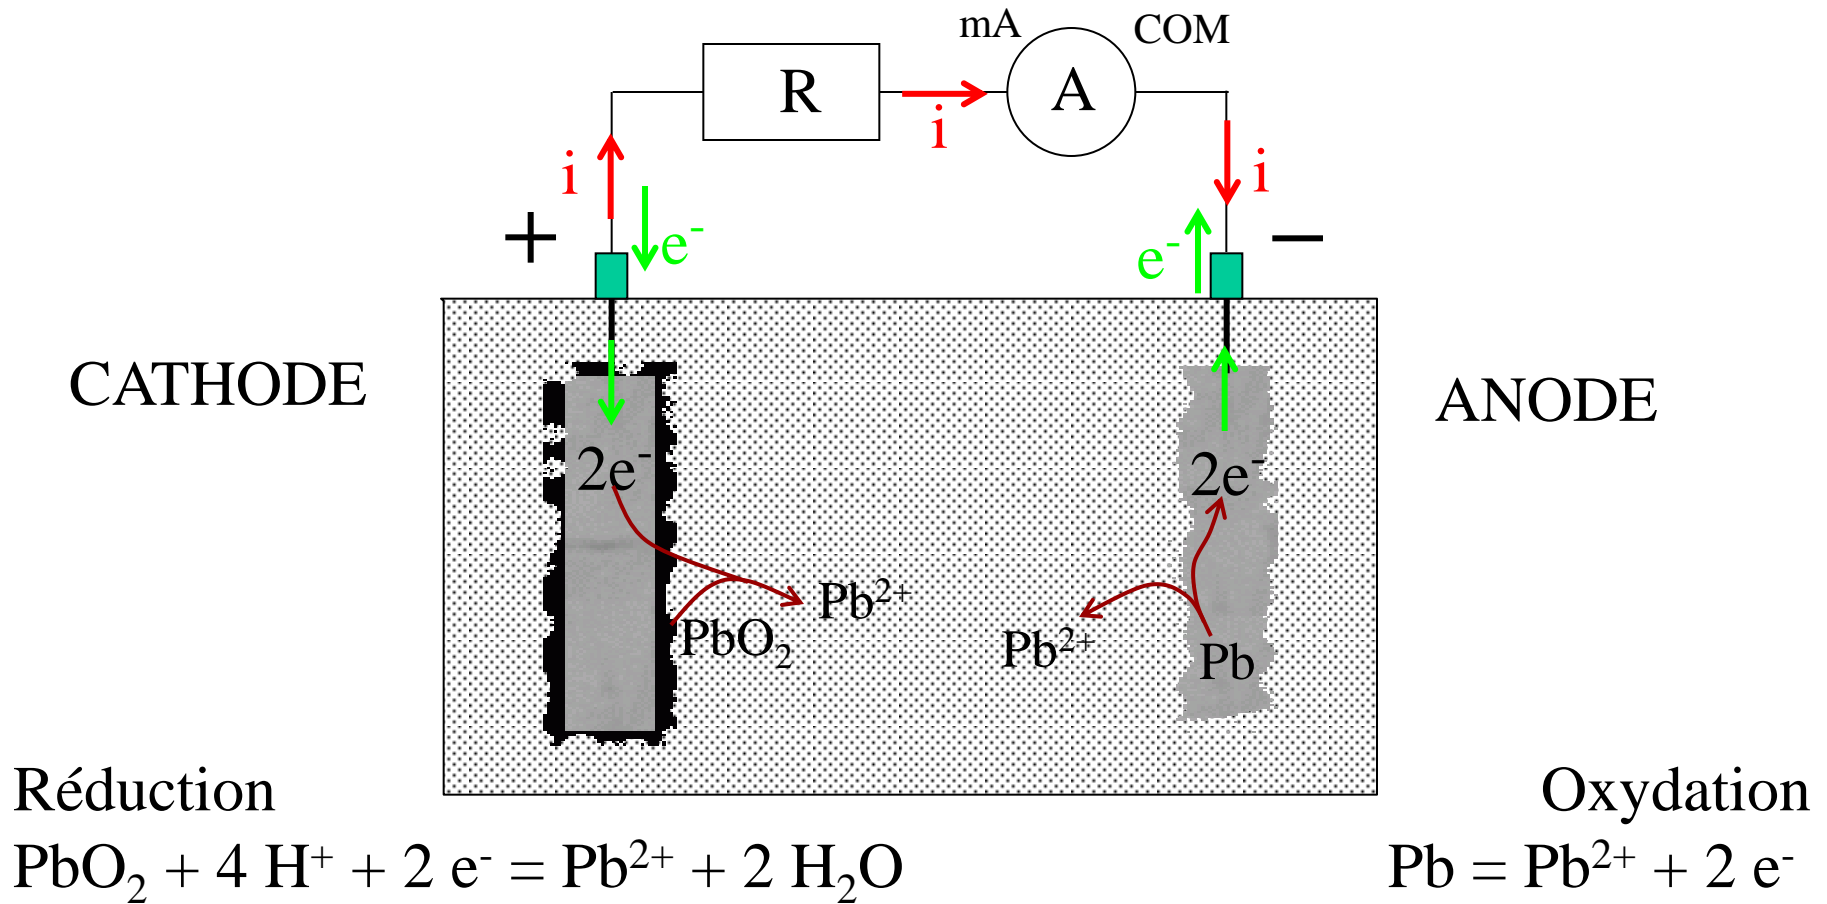 mA
COM
R
A
i
i
i
+
e⁻
e⁻
−
CATHODE
ANODE
2e⁻
2e⁻
Pb²⁺
PbO₂
Pb²⁺
Pb
Réduction
Oxydation
PbO₂ + 4 H⁺ + 2 e⁻ = Pb²⁺ + 2 H₂O
Pb = Pb²⁺ + 2 e⁻